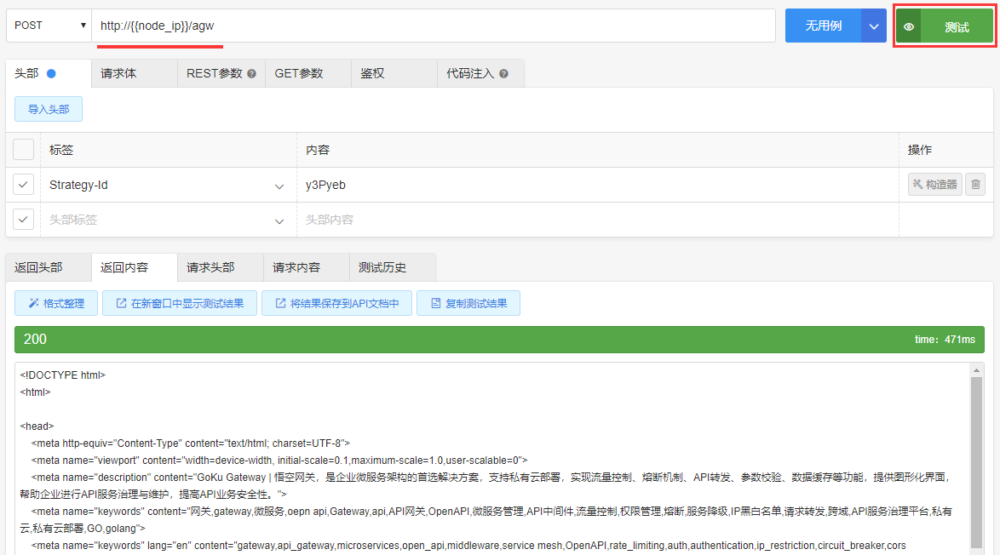 POST http://{{node_ip}}/agw 无用例 测试
头部 请求体 REST参数 GET参数 鉴权 代码注入
导入头部
标签 内容 操作
Strategy-Id y3Pyeb 构造器
头部标签 头部内容
返回头部 返回内容 请求头部 请求内容 测试历史
格式整理 在新窗口中显示测试结果 将结果保存到API文档中 复制测试结果
200 time：471ms
<!DOCTYPE html>
<html>
<head>
<meta http-equiv="Content-Type" content="text/html; charset=UTF-8">
<meta name="viewport" content="width=device-width, initial-scale=0.1,maximum-scale=1.0,user-scalable=0">
<meta name="description" content="GoKu Gateway | 悟空网关，是企业微服务架构的首选解决方案，支持私有云部署，实现流量控制、熔断机制、API转发、参数校验、数据缓存等功能，提供图形化界面，
帮助企业进行API服务治理与维护，提高API业务安全性。">
<meta name="keywords" content="网关,gateway,微服务,oepn api,Gateway,api,API网关,OpenAPI,微服务管理,API中间件,流量控制,权限管理,熔断,服务降级,IP黑白名单,请求转发,跨域,API服务治理平台,私有
云,私有云部署,GO,golang">
<meta name="keywords" lang="en" content="gateway,api_gateway,microservices,open_api,middleware,service mesh,OpenAPI,rate_limiting,auth,authentication,ip_restriction,circuit_breaker,cors